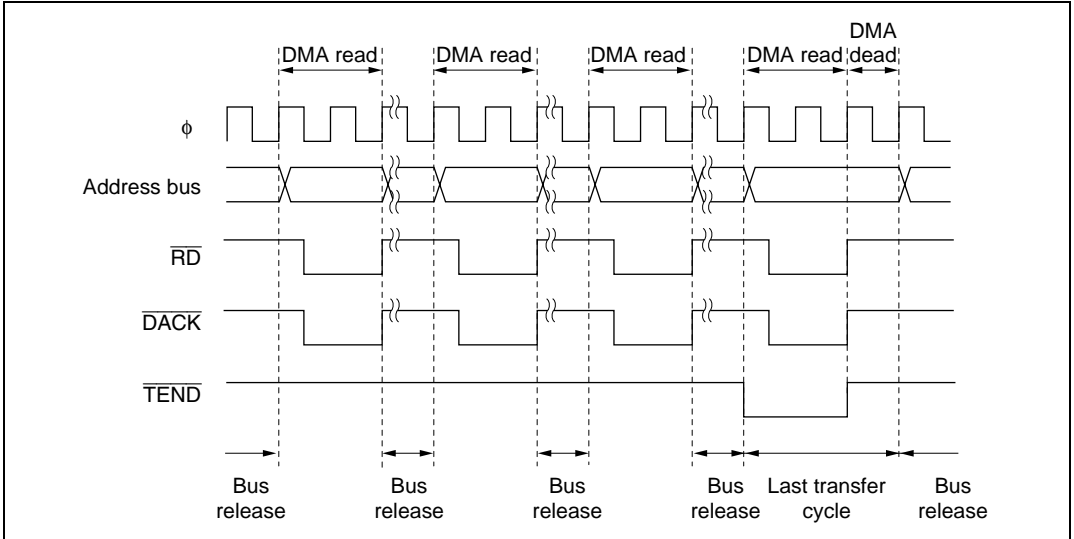 DMA
DMA read DMA read DMA read DMA read dead
ϕ
Address bus
RD
DACK
TEND
Bus Bus Bus Bus Last transfer Bus
release release release release cycle release